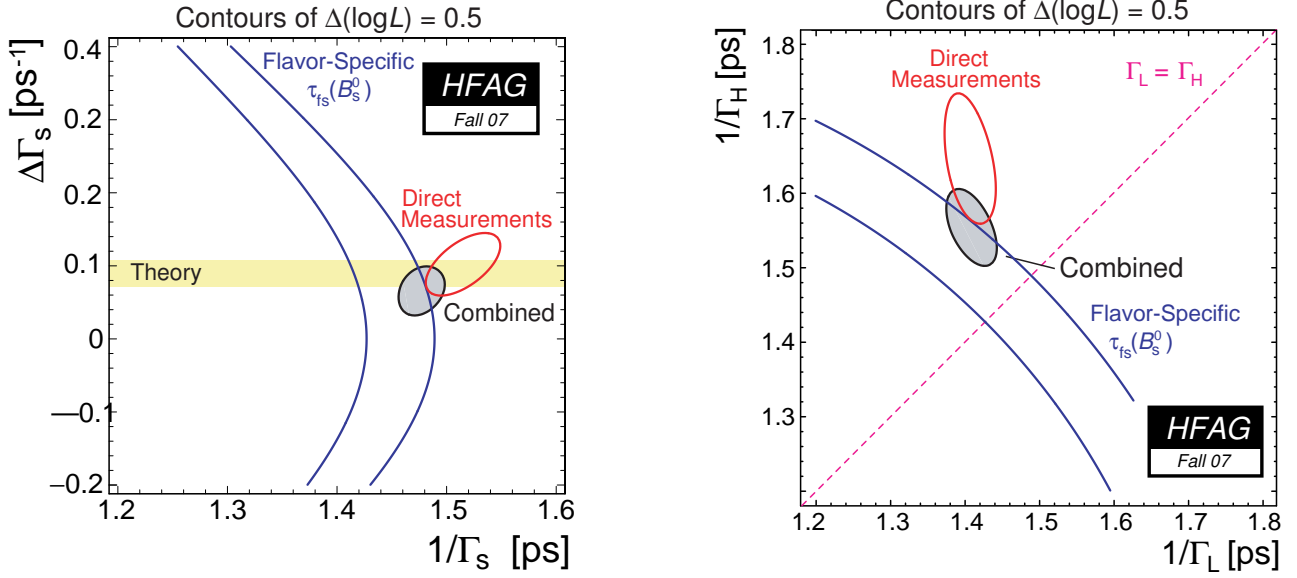 Contours of Δ(logL) = 0.5
ΔΓs [ps-1]
0.4
0.2
0.2
0.1
0
—0.1
−0.2
Flavor-Specific
τfs(B0s)
HFAG
Fall 07
Direct
Measurements
Theory
Combined
1.2
1.3
1.4
1.5
1.6
1/Γs [ps]
Contours of Δ(logL) = 0.5
1/ΓH [ps]
1.8
1.7
1.6
1.5
1.4
1.3
Direct
Measurements
ΓL = ΓH
Combined
Flavor-Specific
τfs(B0s)
HFAG
Fall 07
1.2
1.3
1.4
1.5
1.6
1.7
1.8
1/ΓL [ps]